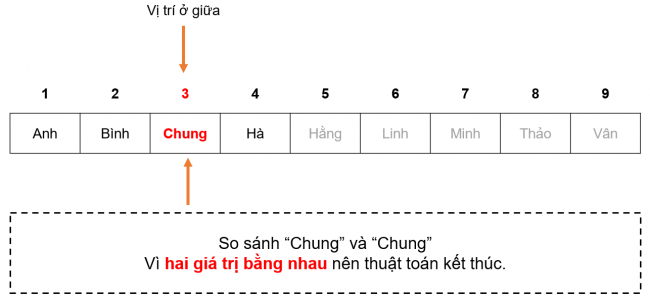 Vị trí ở giữa
1 2 3 4 5 6 7 8 9
Anh Bình Chung Hà Hằng Linh Minh Thảo Vân
So sánh “Chung” và “Chung”
Vì hai giá trị bằng nhau nên thuật toán kết thúc.